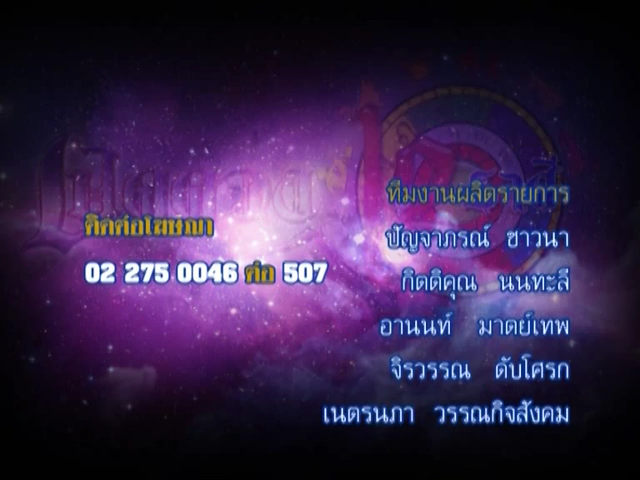 ติดต่อโฆษณา
02 275 0046 ต่อ 507
ทีมงานผลิตรายการ
ปัญจาภรณ์ ชาวนา
กิตติคุณ นนทะลี
อานนท์ มาตย์เทพ
จิรวรรณ ดับโศรก
เนตรนภา วรรณกิจสังคม